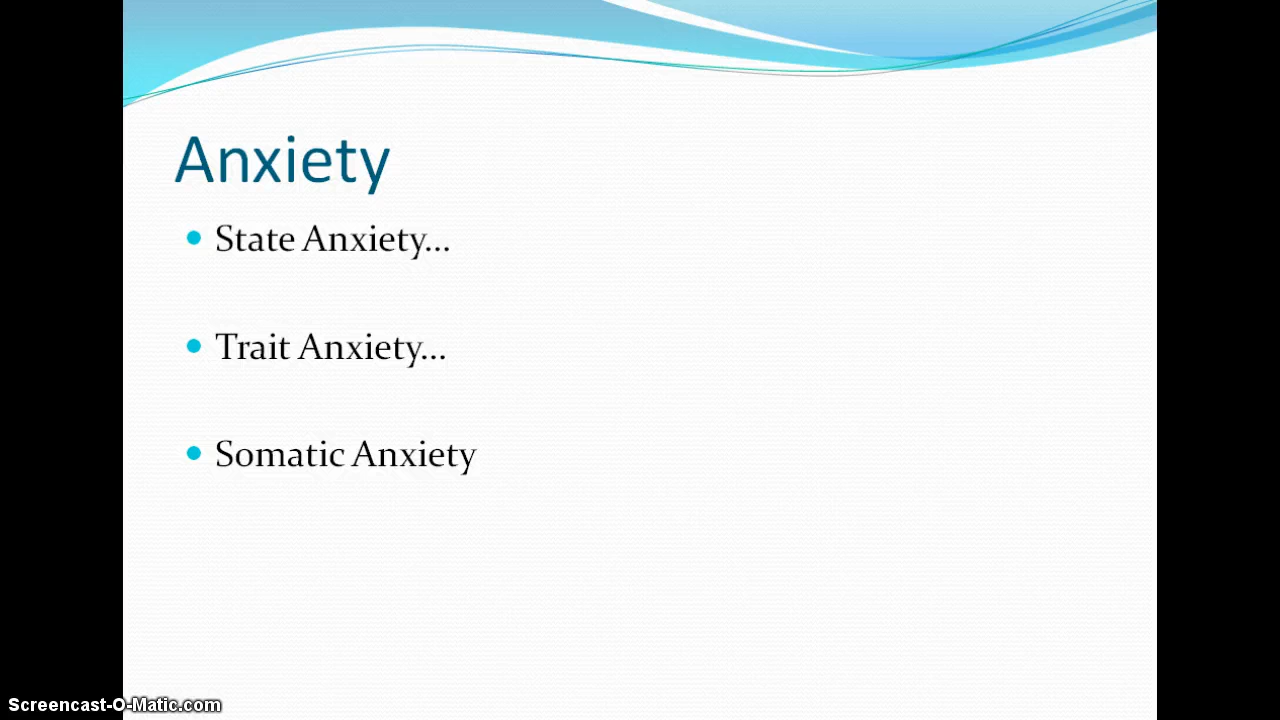 Anxiety
State Anxiety...
Trait Anxiety...
Somatic Anxiety
Screencast-O-Matic.com